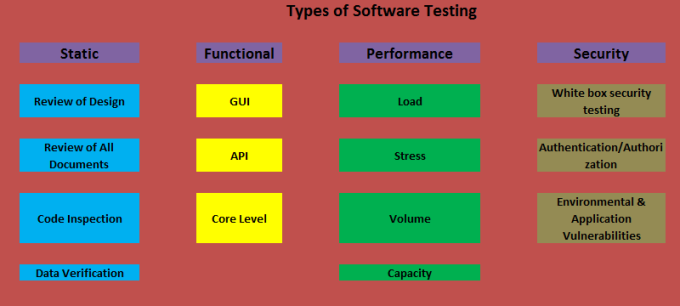 Types of Software Testing
Static
Functional
Performance
Security
Review of Design
GUI
Load
White box security
testing
Review of All
Documents
API
Stress
Authentication/Authori
zation
Code Inspection
Core Level
Volume
Environmental &
Application
Vulnerabilities
Data Verification
Capacity